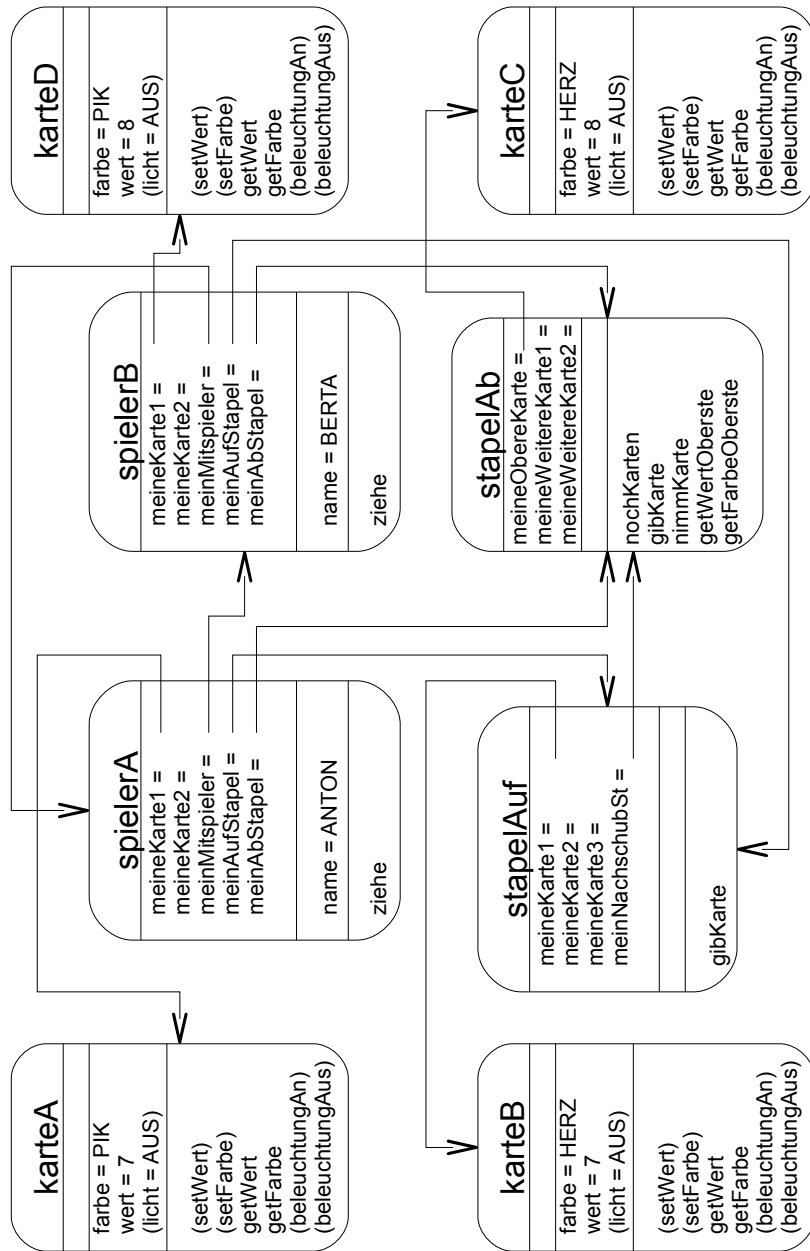 karteA
farbe = PIK
wert = 7
(licht = AUS)
(setWert)
(setFarbe)
getWert
getFarbe
(beleuchtungAn)
(beleuchtungAus)
spielerA
meineKarte1 =
meineKarte2 =
meinMitspieler =
meinAufStapel =
meinAbStapel =
name = ANTON
ziehe
spielerB
meineKarte1 =
meineKarte2 =
meinMitspieler =
meinAufStapel =
meinAbStapel =
name = BERTA
ziehe
karteD
farbe = PIK
wert = 8
(licht = AUS)
(setWert)
(setFarbe)
getWert
getFarbe
(beleuchtungAn)
(beleuchtungAus)
karteB
farbe = HERZ
wert = 7
(licht = AUS)
(setWert)
(setFarbe)
getWert
getFarbe
(beleuchtungAn)
(beleuchtungAus)
stapelAuf
meineKarte1 =
meineKarte2 =
meineKarte3 =
meinNachschubSt =
gibKarte
stapelAb
meineObereKarte =
meineWeitereKarte1 =
meineWeitereKarte2 =
nochKarten
gibKarte
nimmKarte
getWertOberste
getFarbeOberste
karteC
farbe = HERZ
wert = 8
(licht = AUS)
(setWert)
(setFarbe)
getWert
getFarbe
(beleuchtungAn)
(beleuchtungAus)